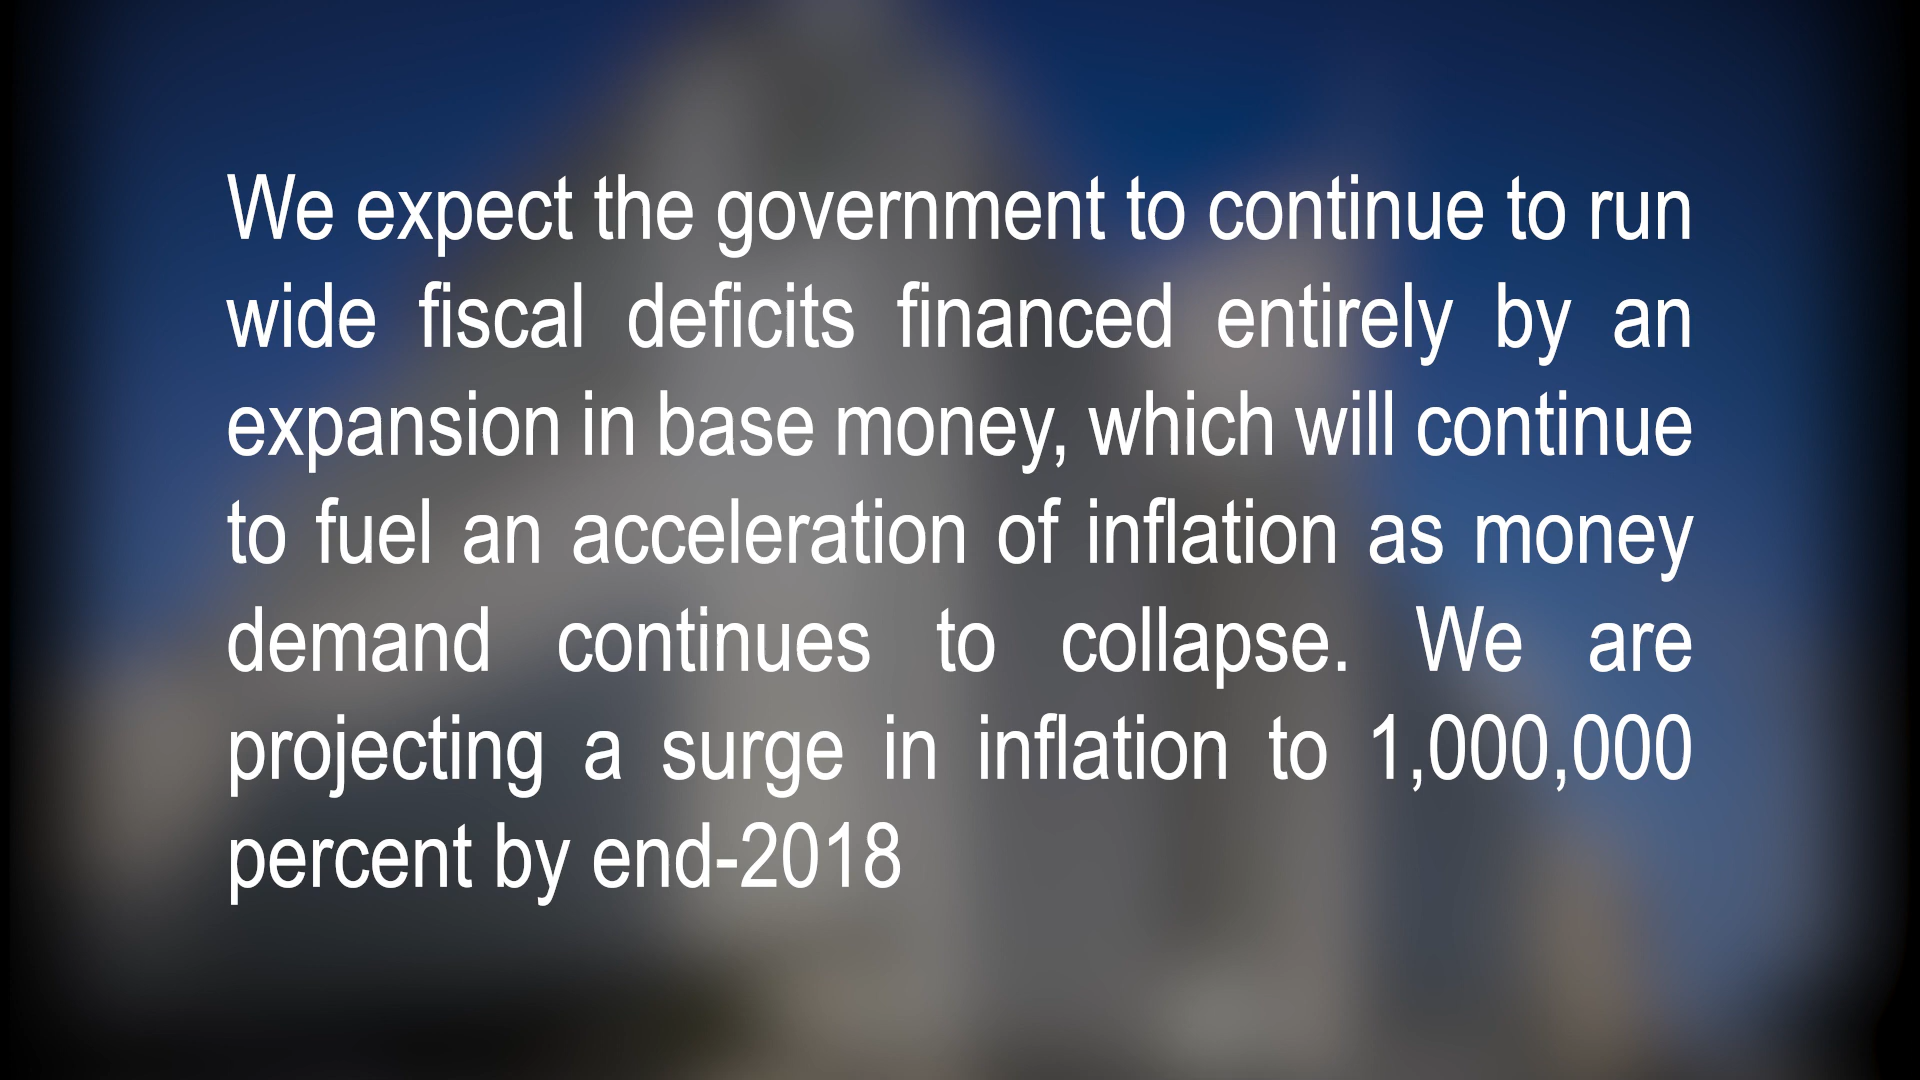 We expect the government to continue to run
wide fiscal deficits financed entirely by an
expansion in base money, which will continue
to fuel an acceleration of inflation as money
demand continues to collapse. We are
projecting a surge in inflation to 1,000,000
percent by end-2018